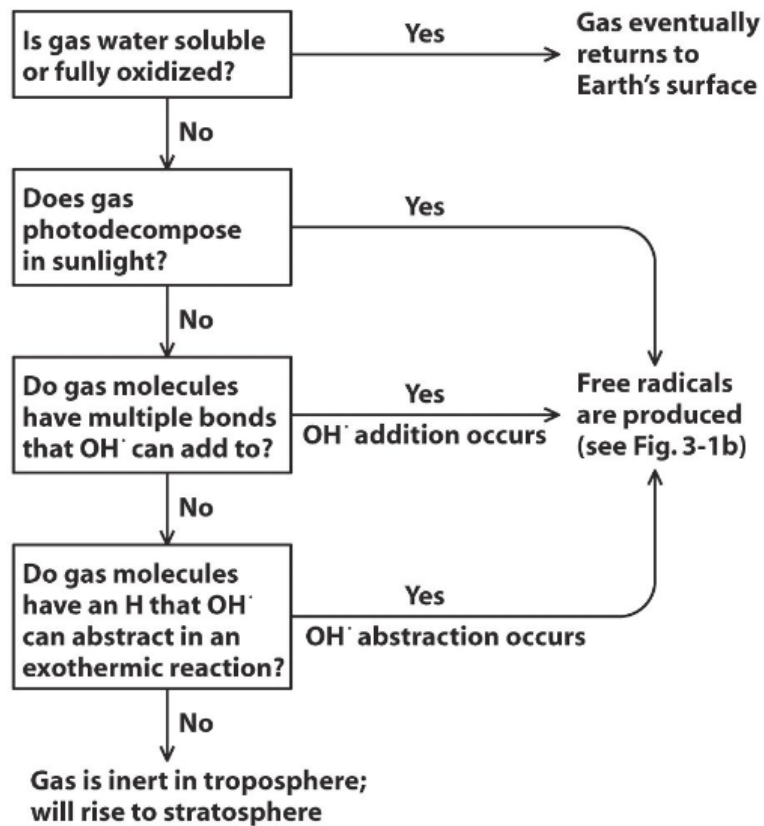 Is gas water soluble
or fully oxidized?
Yes
Gas eventually
returns to
Earth's surface
No
Does gas
photodecompose
in sunlight?
Yes
No
Do gas molecules
have multiple bonds
that OH˙ can add to?
Yes
OH˙ addition occurs
Free radicals
are produced
(see Fig. 3-1b)
No
Do gas molecules
have an H that OH˙
can abstract in an
exothermic reaction?
Yes
OH˙ abstraction occurs
No
Gas is inert in troposphere;
will rise to stratosphere